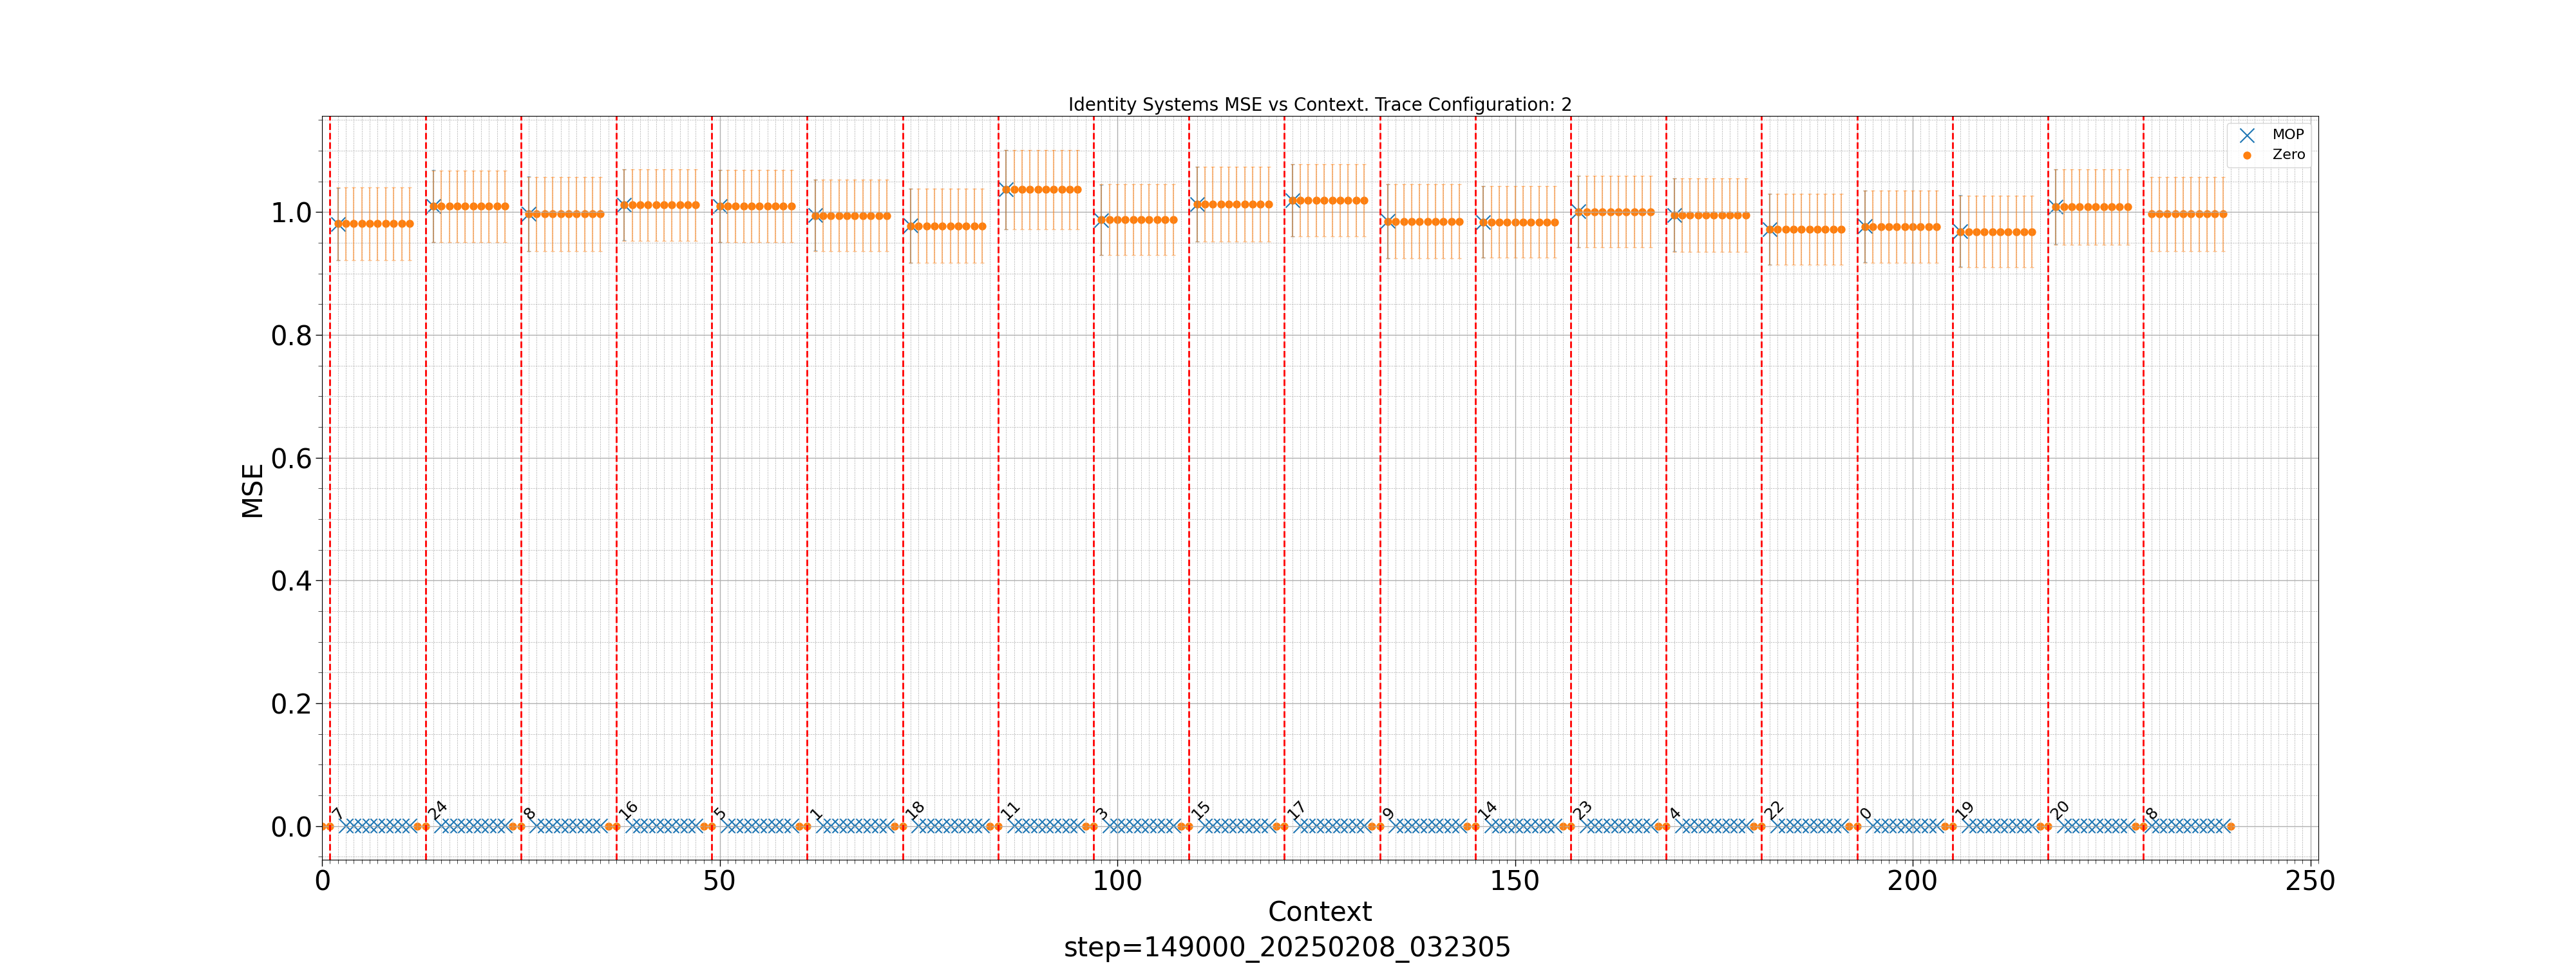 Identity Systems MSE vs Context. Trace Configuration: 2
MOP
Zero
MSE
1.0
0.8
0.6
0.4
0.2
0.0
7 24 8 16 5 1 18 11 3 15 17 9 14 23 4 22 0 19 20 8
0 50 100 150 200 250
Context
step=149000_20250208_032305